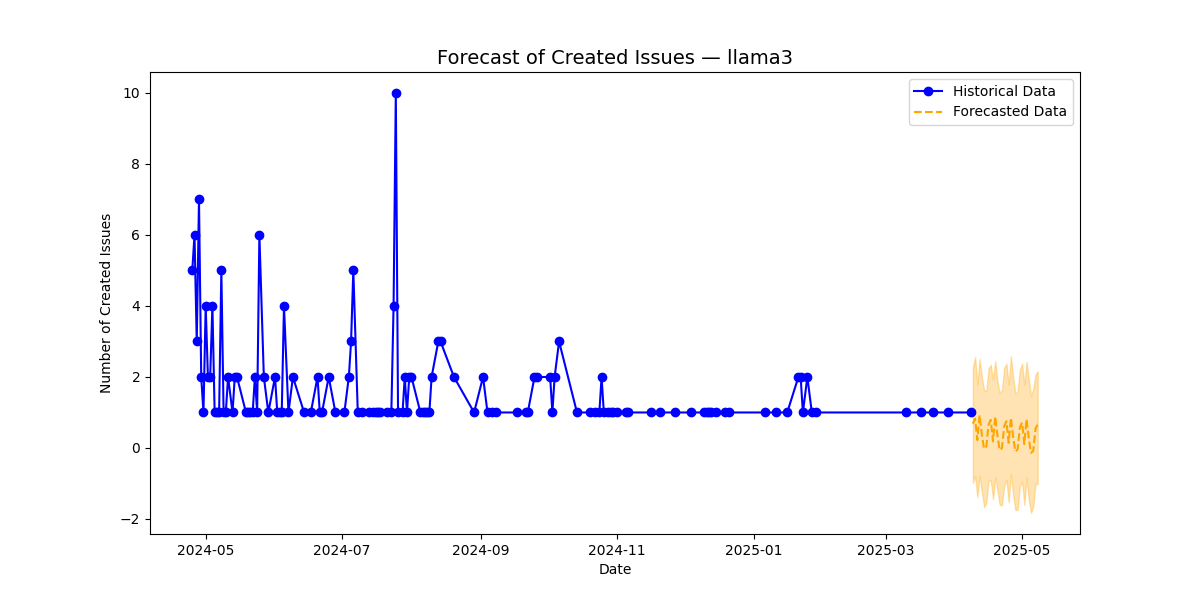 Forecast of Created Issues — llama3
Historical Data
Forecasted Data
Number of Created Issues
10
8
6
4
2
0
−2
2024-05
2024-07
2024-09
2024-11
2025-01
2025-03
2025-05
Date